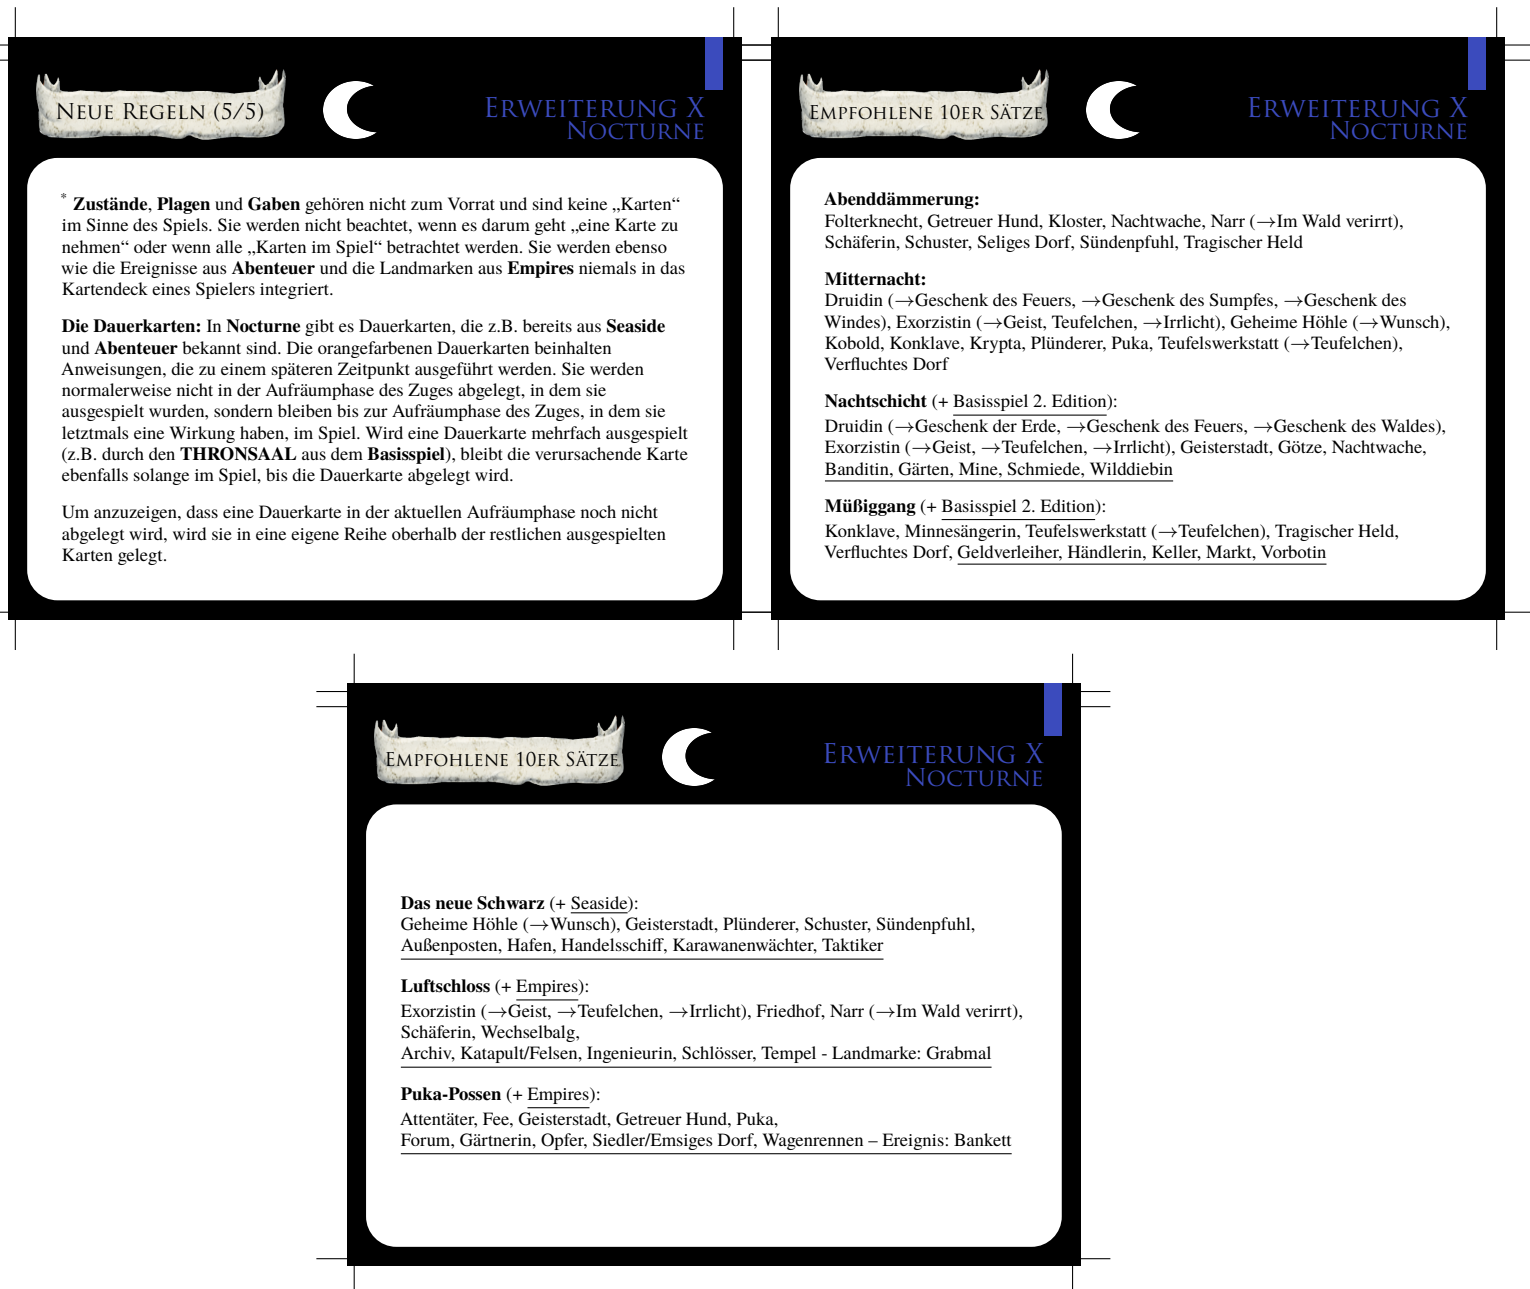 NEUE REGELN (5/5)
ERWEITERUNG X
NOCTURNE
* Zustände, Plagen und Gaben gehören nicht zum Vorrat und sind keine „Karten“
im Sinne des Spiels. Sie werden nicht beachtet, wenn es darum geht „eine Karte zu
nehmen“ oder wenn alle „Karten im Spiel“ betrachtet werden. Sie werden ebenso
wie die Ereignisse aus Abenteuer und die Landmarken aus Empires niemals in das
Kartendeck eines Spielers integriert.
Die Dauerkarten: In Nocturne gibt es Dauerkarten, die z.B. bereits aus Seaside
und Abenteuer bekannt sind. Die orangefarbenen Dauerkarten beinhalten
Anweisungen, die zu einem späteren Zeitpunkt ausgeführt werden. Sie werden
normalerweise nicht in der Aufräumphase des Zuges abgelegt, in dem sie
ausgespielt wurden, sondern bleiben bis zur Aufräumphase des Zuges, in dem sie
letztmals eine Wirkung haben, im Spiel. Wird eine Dauerkarte mehrfach ausgespielt
(z.B. durch den THRONSAAL aus dem Basisspiel), bleibt die verursachende Karte
ebenfalls solange im Spiel, bis die Dauerkarte abgelegt wird.
Um anzuzeigen, dass eine Dauerkarte in der aktuellen Aufräumphase noch nicht
abgelegt wird, wird sie in eine eigene Reihe oberhalb der restlichen ausgespielten
Karten gelegt.
EMPFOHLENE 10ER SÄTZE
ERWEITERUNG X
NOCTURNE
Abenddämmerung:
Folterknecht, Getreuer Hund, Kloster, Nachtwache, Narr (→Im Wald verirrt),
Schäferin, Schuster, Seliges Dorf, Sündenpfuhl, Tragischer Held
Mitternacht:
Druidin (→Geschenk des Feuers, →Geschenk des Sumpfes, →Geschenk des
Windes), Exorzistin (→Geist, Teufelchen, →Irrlicht), Geheime Höhle (→Wunsch),
Kobold, Konklave, Krypta, Plünderer, Puka, Teufelswerkstatt (→Teufelchen),
Verfluchtes Dorf
Nachtschicht (+ Basisspiel 2. Edition):
Druidin (→Geschenk der Erde, →Geschenk des Feuers, →Geschenk des Waldes),
Exorzistin (→Geist, →Teufelchen, →Irrlicht), Geisterstadt, Götze, Nachtwache,
Banditin, Gärten, Mine, Schmiede, Wilddiebin
Müßiggang (+ Basisspiel 2. Edition):
Konklave, Minnesängerin, Teufelswerkstatt (→Teufelchen), Tragischer Held,
Verfluchtes Dorf, Geldverleiher, Händlerin, Keller, Markt, Vorbotin
EMPFOHLENE 10ER SÄTZE
ERWEITERUNG X
NOCTURNE
Das neue Schwarz (+ Seaside):
Geheime Höhle (→Wunsch), Geisterstadt, Plünderer, Schuster, Sündenpfuhl,
Außenposten, Hafen, Handelsschiff, Karawanenwächter, Taktiker
Luftschloss (+ Empires):
Exorzistin (→Geist, →Teufelchen, →Irrlicht), Friedhof, Narr (→Im Wald verirrt),
Schäferin, Wechselbalg,
Archiv, Katapult/Felsen, Ingenieurin, Schlösser, Tempel - Landmarke: Grabmal
Puka-Possen (+ Empires):
Attentäter, Fee, Geisterstadt, Getreuer Hund, Puka,
Forum, Gärtnerin, Opfer, Siedler/Emsiges Dorf, Wagenrennen – Ereignis: Bankett